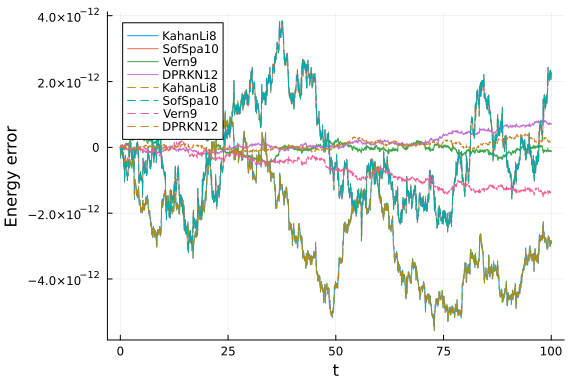 4.0×10⁻¹²
2.0×10⁻¹²
0
−2.0×10⁻¹²
−4.0×10⁻¹²
Energy error
KahanLi8
SofSpa10
Vern9
DPRKN12
KahanLi8
SofSpa10
Vern9
DPRKN12
0 25 50 75 100
t